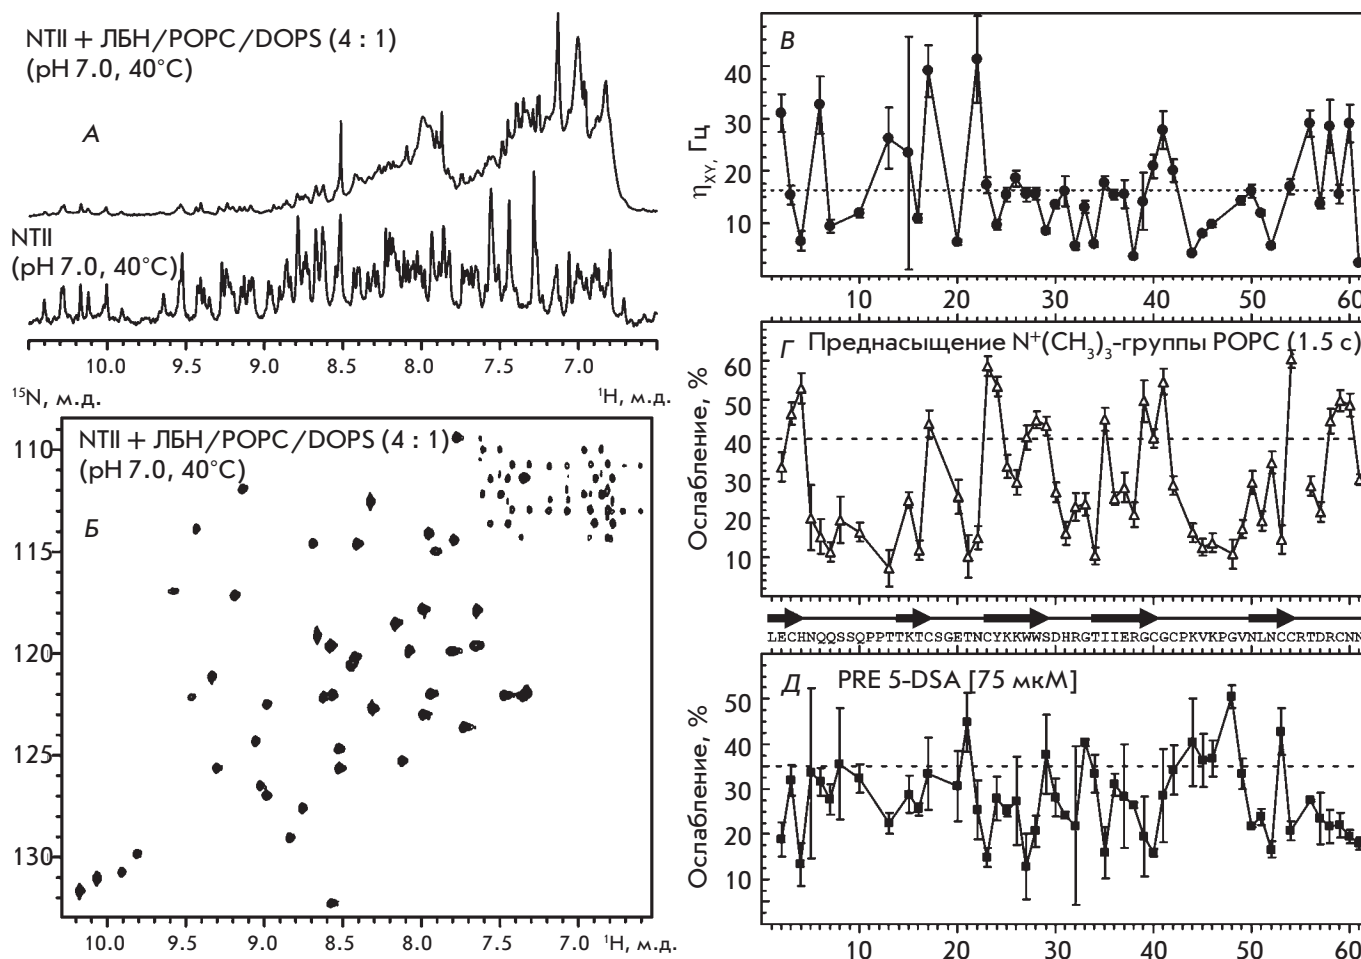 NTII + ЛБН/POPC/DOPS (4 : 1)
(pH 7.0, 40°C)
А
NTII
(pH 7.0, 40°C)
10.0 9.5 9.0 8.5 8.0 7.5 7.0
¹⁵N, м.д.
¹H, м.д.
NTII + ЛБН/POPC/DOPS (4 : 1)
(pH 7.0, 40°C)
Б
110
115
120
125
130
10.0 9.5 9.0 8.5 8.0 7.5 7.0 ¹H, м.д.
В
ηXY, Гц
40
30
20
10
10 20 30 40 50 60
Г Преднасыщение N⁺(CH₃)₃-группы POPC (1.5 с)
Ослабление, %
60
50
40
30
20
10
LECHNQQSSQPPTTKTCSGETNCYKKWWSDHRGTIIERGCGCPKVKPGVNLNCCRTDRCNN
Д PRE 5-DSA [75 мкМ]
Ослабление, %
50
40
30
20
10
10 20 30 40 50 60